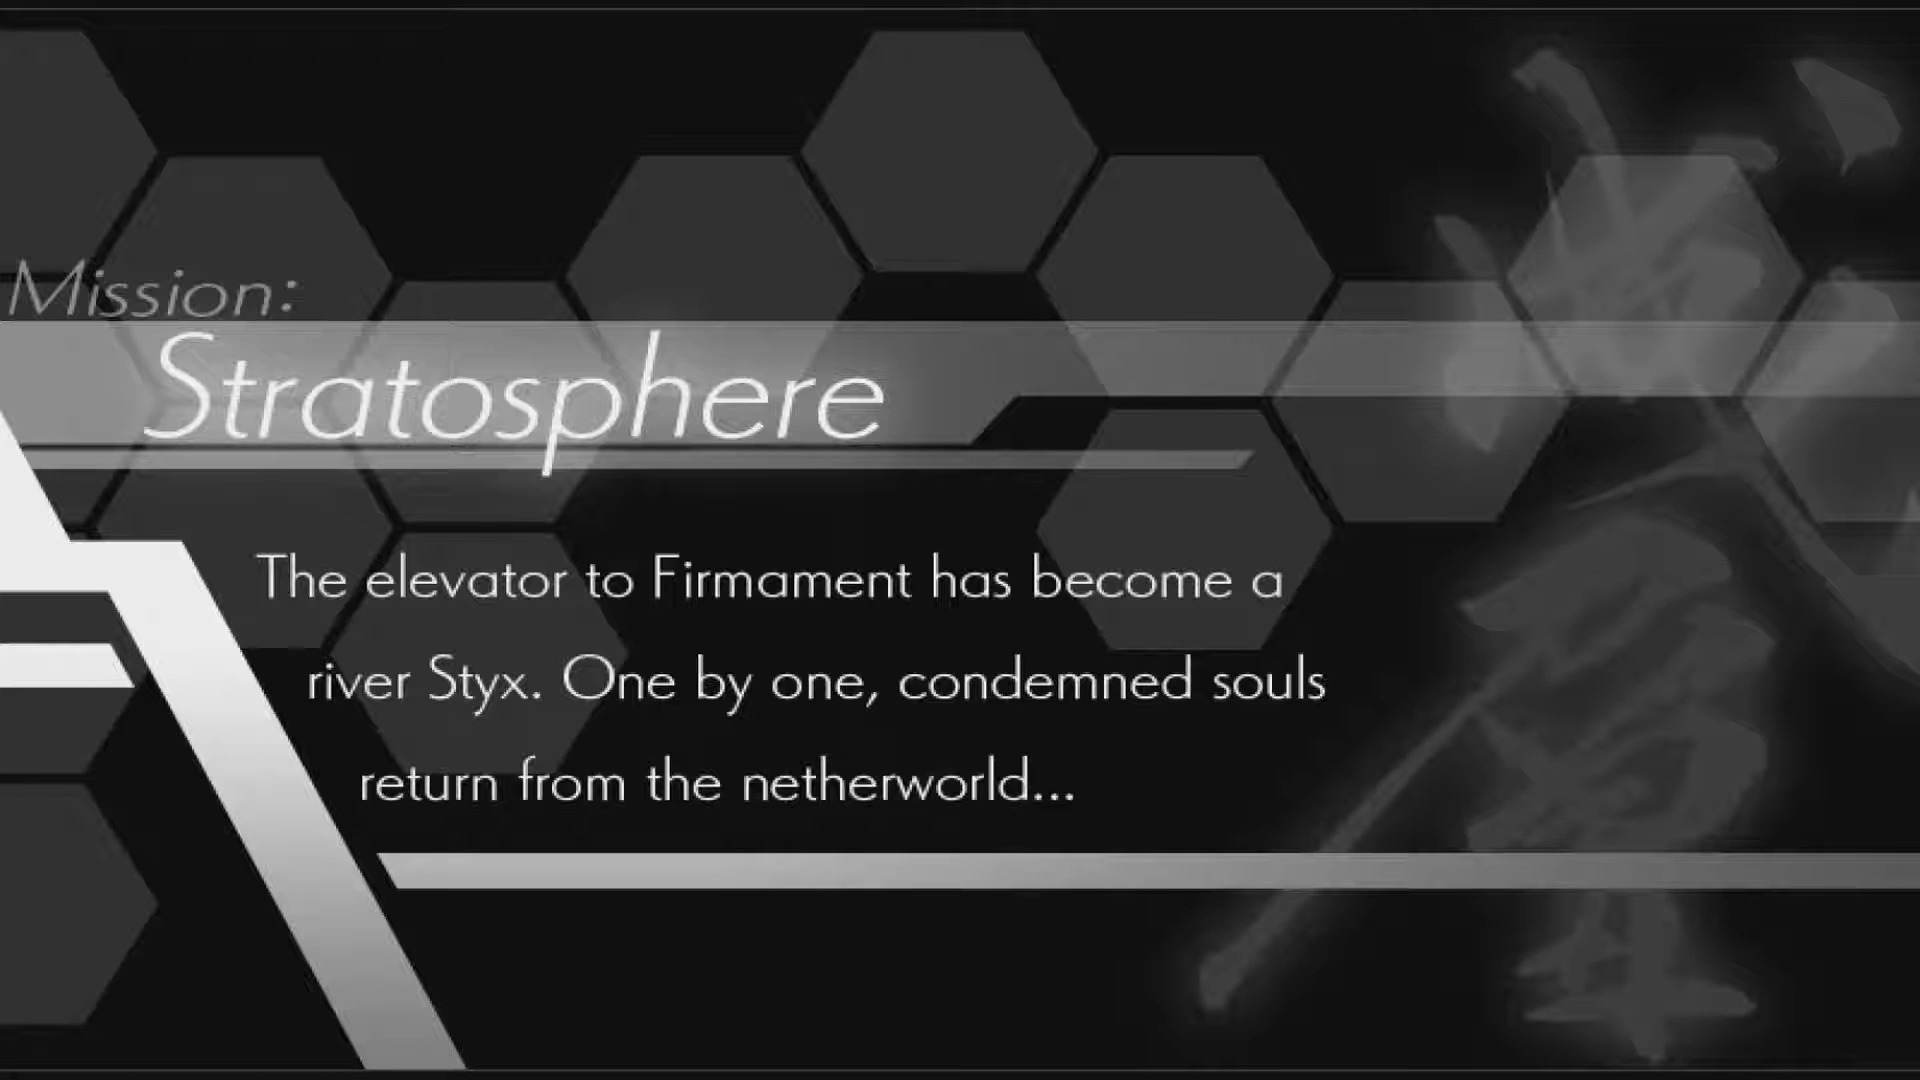 Mission:
Stratosphere
The elevator to Firmament has become a
river Styx. One by one, condemned souls
return from the netherworld...